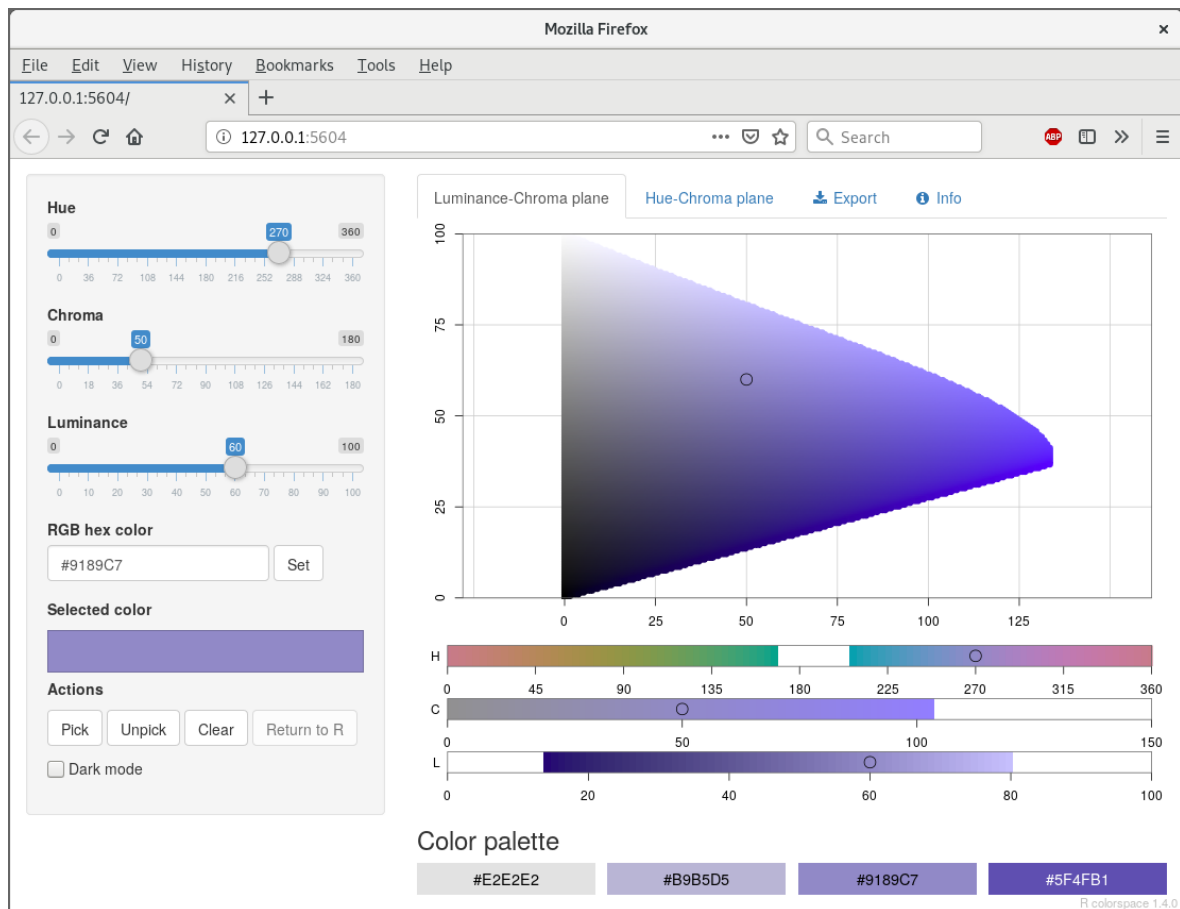 Mozilla Firefox ×
File Edit View History Bookmarks Tools Help
127.0.0.1:5604/ × +
127.0.0.1:5604 ••• Search ABP
Hue
0 270 360
0 36 72 108 144 180 216 252 288 324 360
Chroma
0 50 180
0 18 36 54 72 90 108 126 144 162 180
Luminance
0 60 100
0 10 20 30 40 50 60 70 80 90 100
RGB hex color
#9189C7 Set
Selected color
Actions
Pick Unpick Clear Return to R
Dark mode
Luminance-Chroma plane Hue-Chroma plane Export Info
100
75
50
25
0
0 25 50 75 100 125
H
0 45 90 135 180 225 270 315 360
C
0 50 100 150
L
0 20 40 60 80 100
Color palette
#E2E2E2 #B9B5D5 #9189C7 #5F4FB1
R colorspace 1.4.0